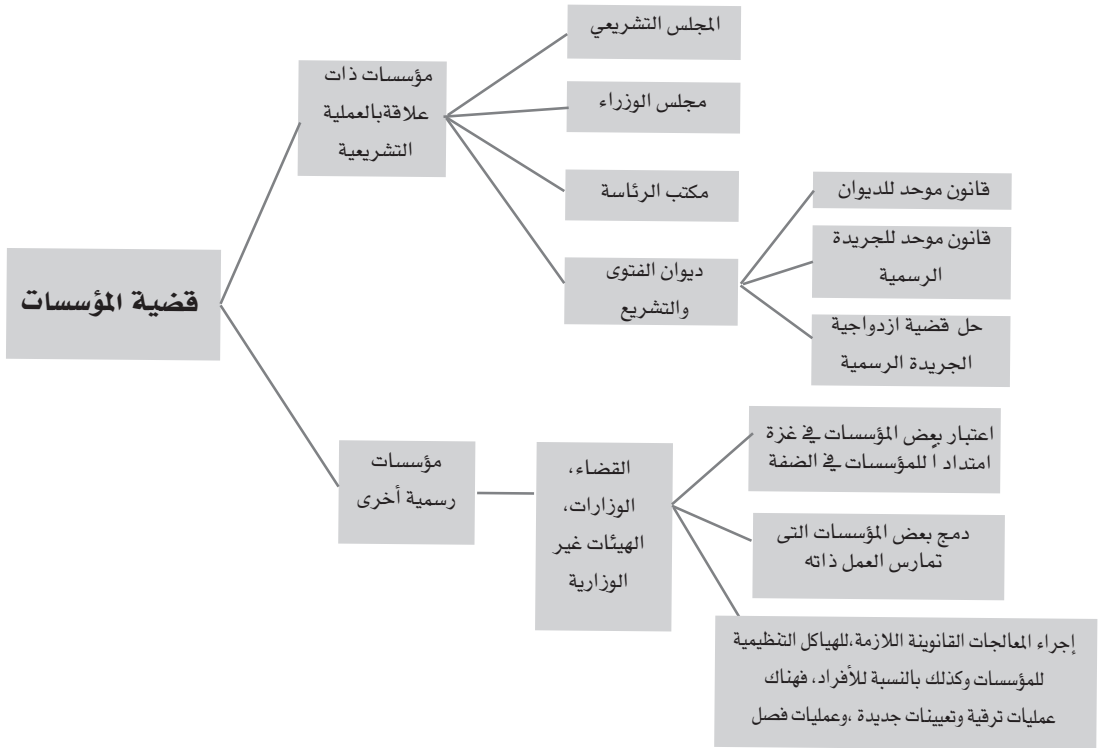 قضية المؤسسات
مؤسسات ذات
علاقةبالعملية
التشريعية
المجلس التشريعي
مجلس الوزراء
مكتب الرئاسة
ديوان الفتوى
والتشريع
قانون موحد للديوان
قانون موحد للجريدة
الرسمية
حل قضية ازدواجية
الجريدة الرسمية
مؤسسات
رسمية أخرى
القضاء،
الوزارات،
الهيئات غير
الوزارية
اعتبار بعض المؤسسات في غزة
امتداد اً للمؤسسات في الضفة
دمج بعض المؤسسات التى
تمارس العمل ذاته
إجراء المعالجات القانوينة اللازمة،للهياكل التنظيمية
للمؤسسات وكذلك بالنسبة للأفراد، فهناك
عمليات ترقية وتعيينات جديدة ،وعمليات فصل